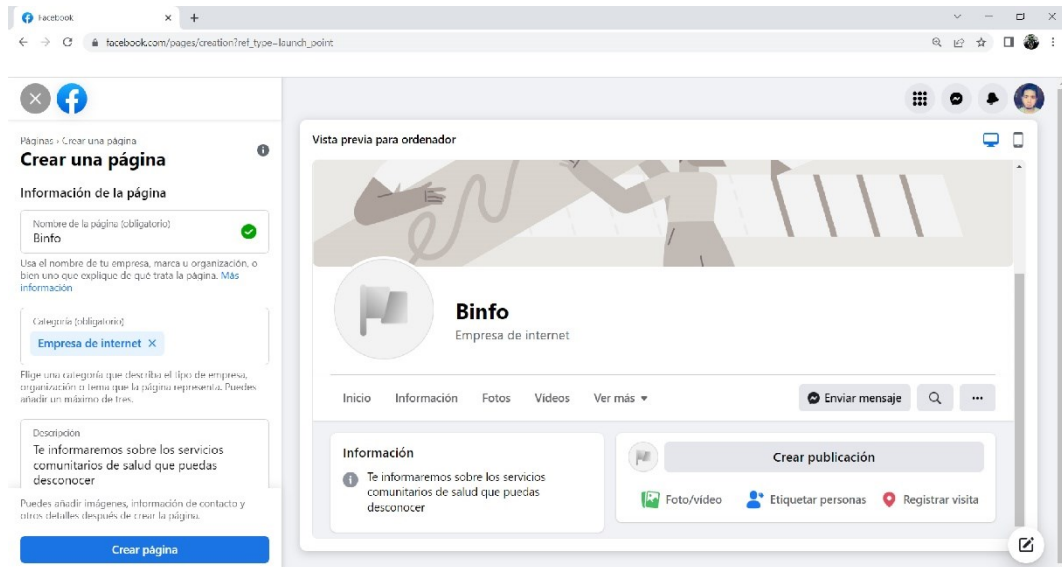 Facebook
facebook.com/pages/creation?ref_type=launch_point
Páginas › Crear una página
Crear una página
Información de la página
Nombre de la página (obligatorio)
Binfo
Usa el nombre de tu empresa, marca u organización, o
bien uno que explique de qué trata la página. Más
información
Categoría (obligatorio)
Empresa de internet
Elige una categoría que describa el tipo de empresa,
organización o tema que la página representa. Puedes
añadir un máximo de tres.
Descripción
Te informaremos sobre los servicios
comunitarios de salud que puedas
desconocer
Puedes añadir imágenes, información de contacto y
otros detalles después de crear la página.
Crear página
Vista previa para ordenador
Binfo
Empresa de internet
Inicio Información Fotos Vídeos Ver más
Enviar mensaje
Información
Te informaremos sobre los servicios
comunitarios de salud que puedas
desconocer
Crear publicación
Foto/vídeo Etiquetar personas Registrar visita